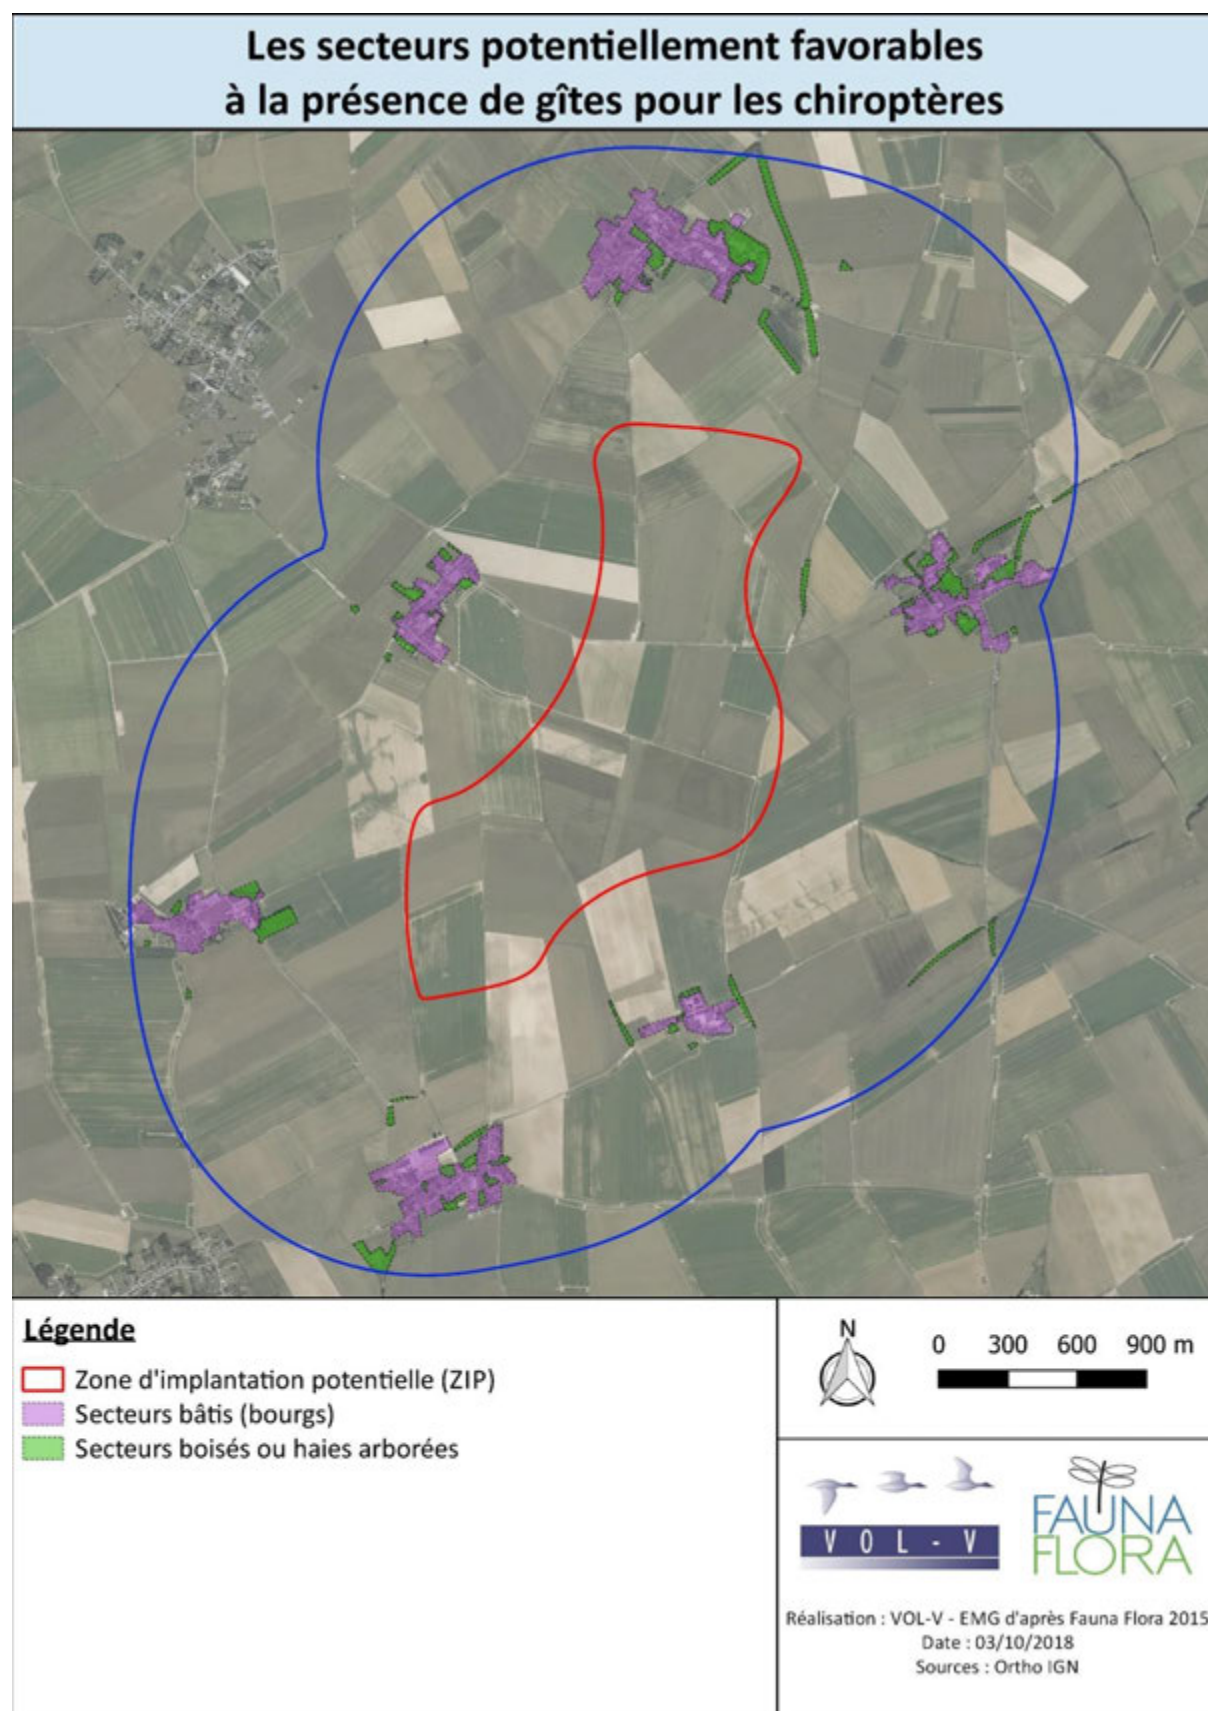 Les secteurs potentiellement favorables
à la présence de gîtes pour les chiroptères
Légende
Zone d'implantation potentielle (ZIP)
Secteurs bâtis (bourgs)
Secteurs boisés ou haies arborées
N
0 300 600 900 m
VOL-V
FAUNA
FLORA
Réalisation : VOL-V - EMG d'après Fauna Flora 2015
Date : 03/10/2018
Sources : Ortho IGN